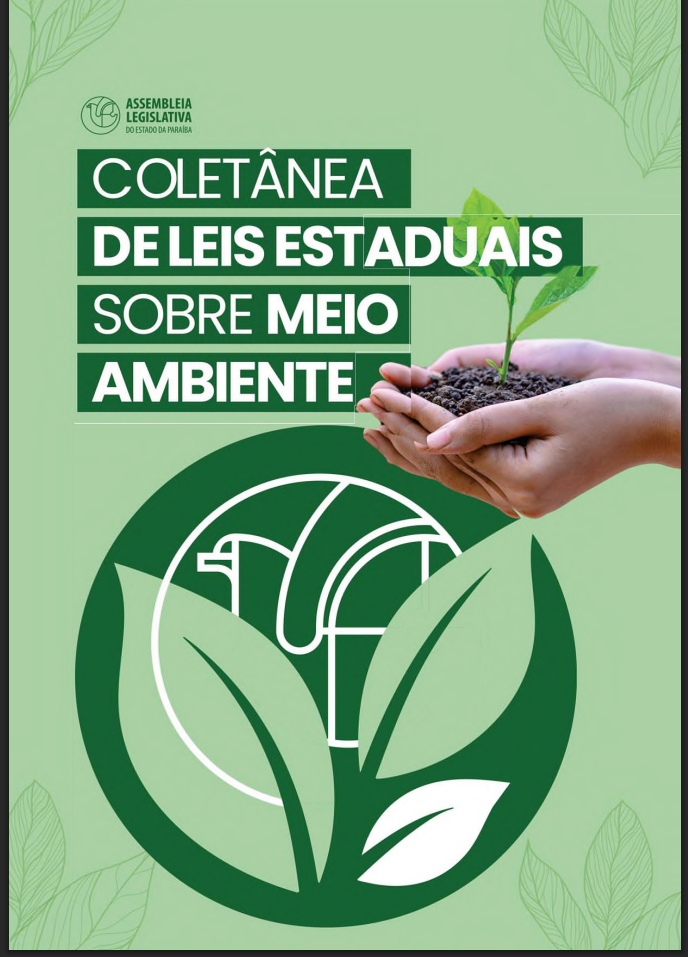 ASSEMBLEIA
LEGISLATIVA
DO ESTADO DA PARAÍBA
COLETÂNEA
DE LEIS ESTADUAIS
SOBRE MEIO
AMBIENTE